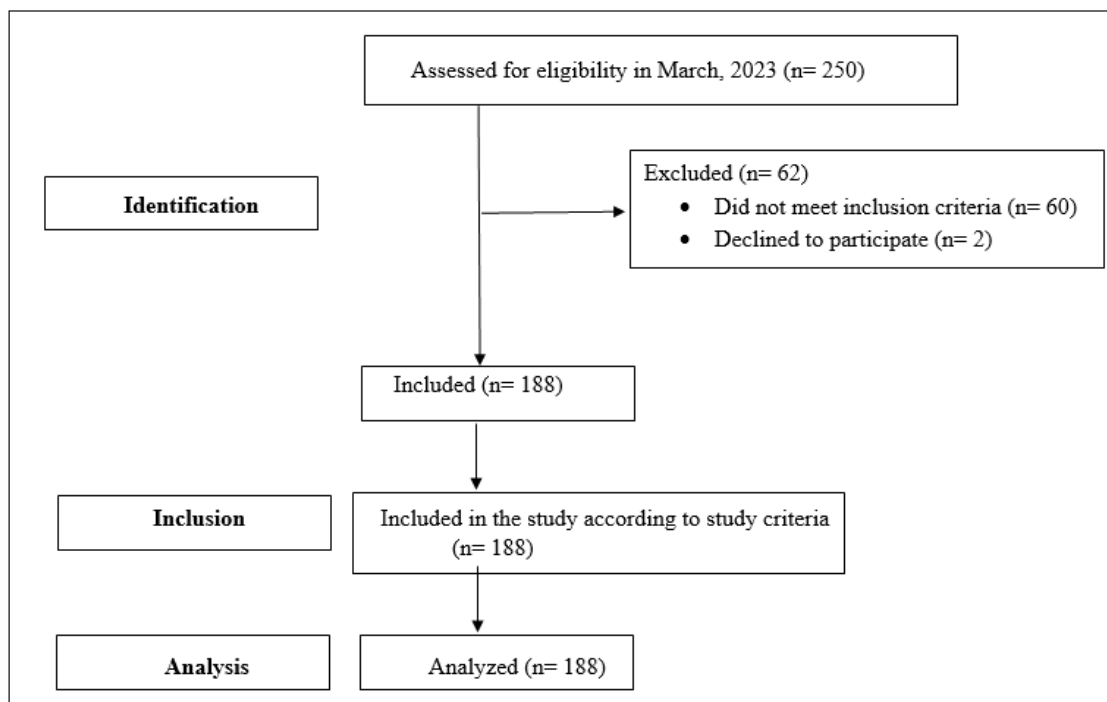 Assessed for eligibility in March, 2023 (n= 250)
Excluded (n= 62)
• Did not meet inclusion criteria (n= 60)
• Declined to participate (n= 2)
Identification
Included (n= 188)
Inclusion
Included in the study according to study criteria
(n= 188)
Analysis
Analyzed (n= 188)